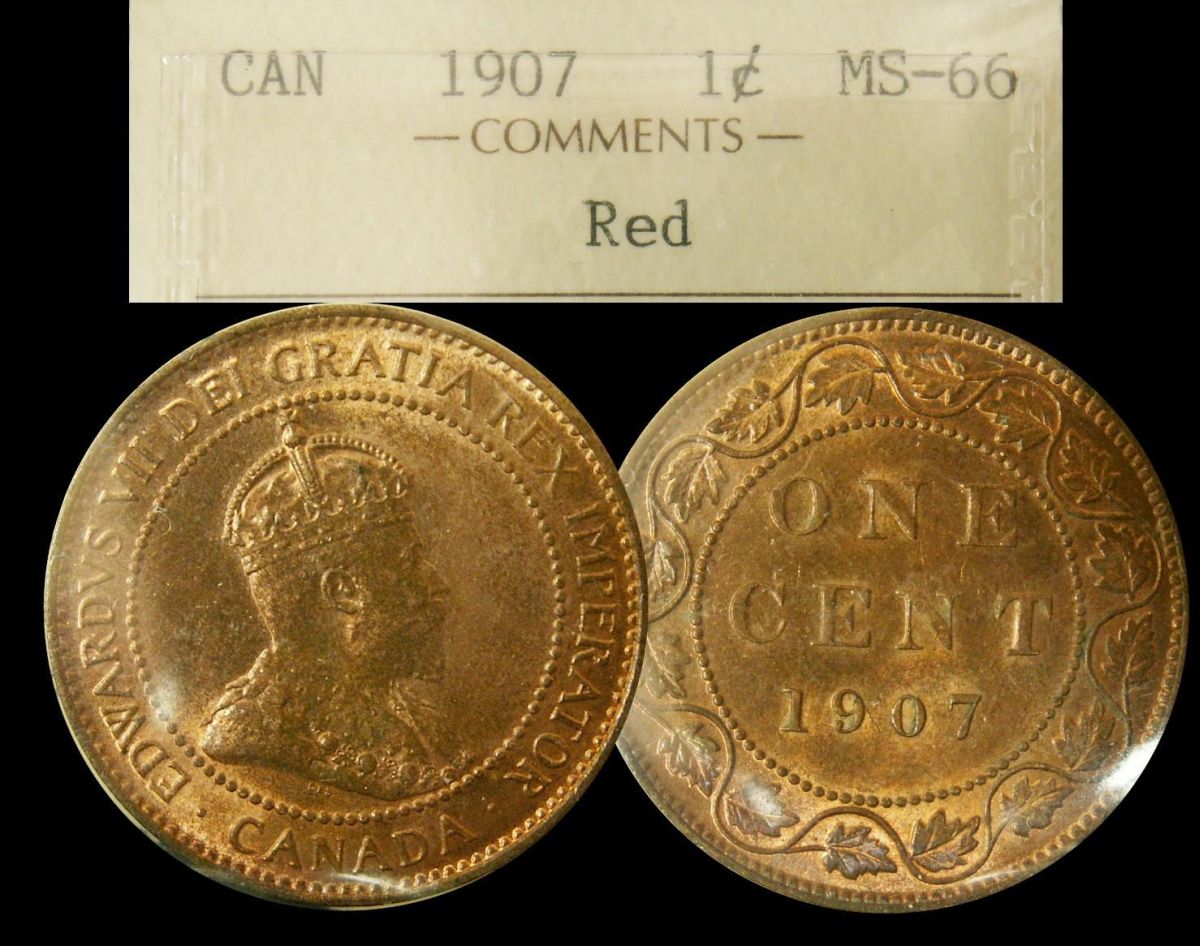 CAN 1907 1¢ MS-66
— COMMENTS —
Red
EDWARDVS VII DEI GRATIA REX IMPERATOR
· CANADA ·
ONE
CENT
1907